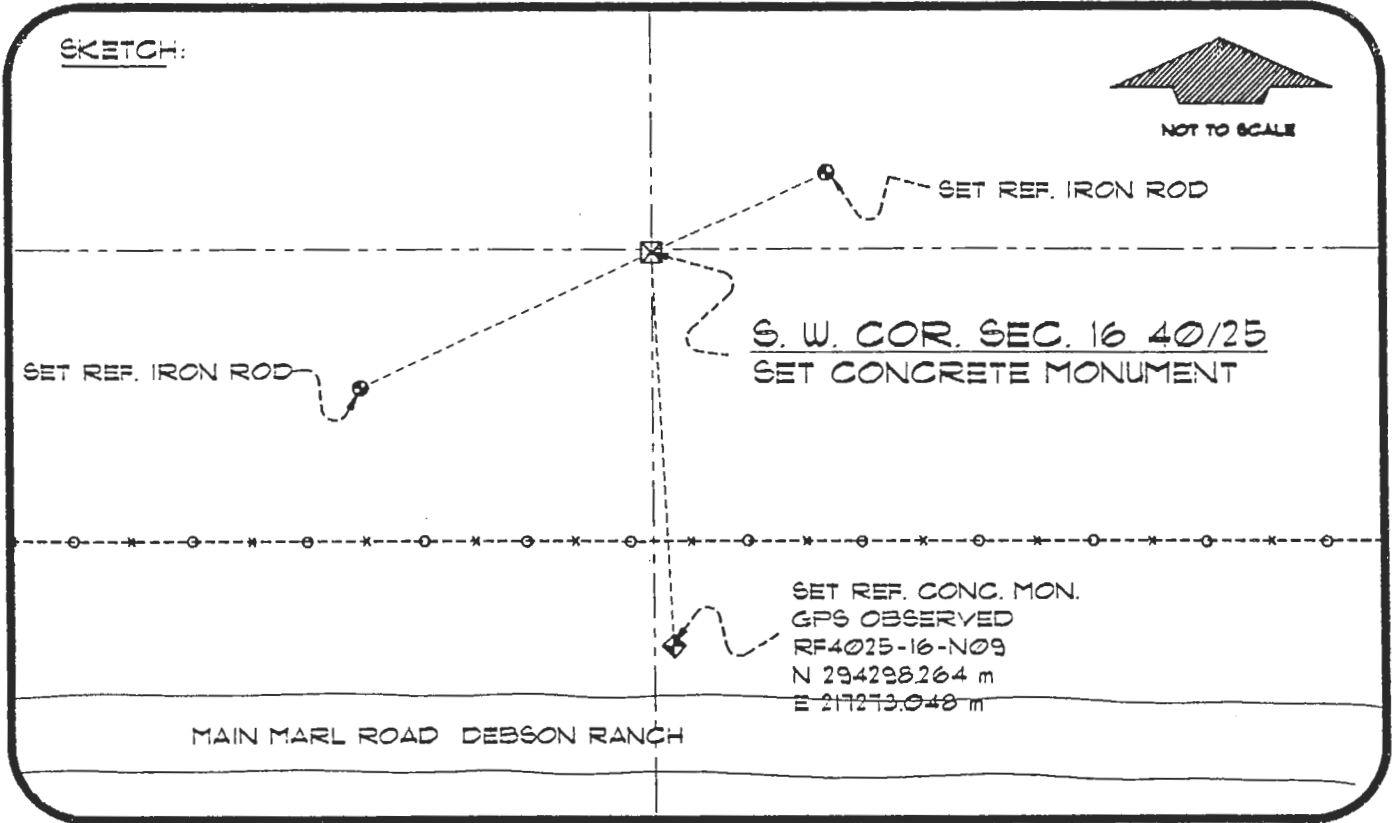 SKETCH:
NOT TO SCALE
SET REF. IRON ROD
S. W. COR. SEC. 16 40/25
SET CONCRETE MONUMENT
SET REF. IRON ROD
SET REF. CONC. MON.
GPS OBSERVED
RF4025-16-N09
N 294298.264 m
E 217273.048 m
MAIN MARL ROAD DEBSON RANCH